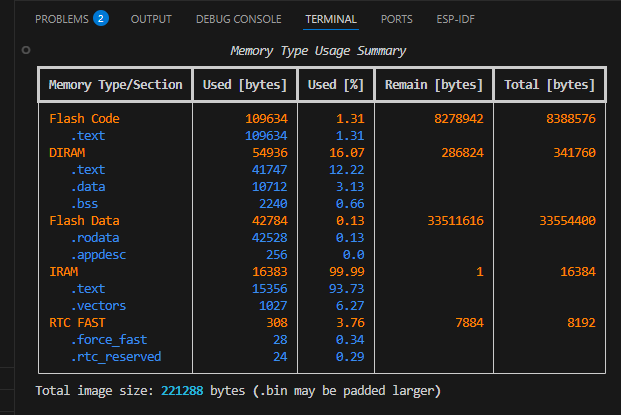 PROBLEMS 2 OUTPUT DEBUG CONSOLE TERMINAL PORTS ESP-IDF
Memory Type Usage Summary
Memory Type/Section Used [bytes] Used [%] Remain [bytes] Total [bytes]
Flash Code 109634 1.31 8278942 8388576
.text 109634 1.31
DIRAM 54936 16.07 286824 341760
.text 41747 12.22
.data 10712 3.13
.bss 2240 0.66
Flash Data 42784 0.13 33511616 33554400
.rodata 42528 0.13
.appdesc 256 0.0
IRAM 16383 99.99 1 16384
.text 15356 93.73
.vectors 1027 6.27
RTC FAST 308 3.76 7884 8192
.force_fast 28 0.34
.rtc_reserved 24 0.29
Total image size: 221288 bytes (.bin may be padded larger)